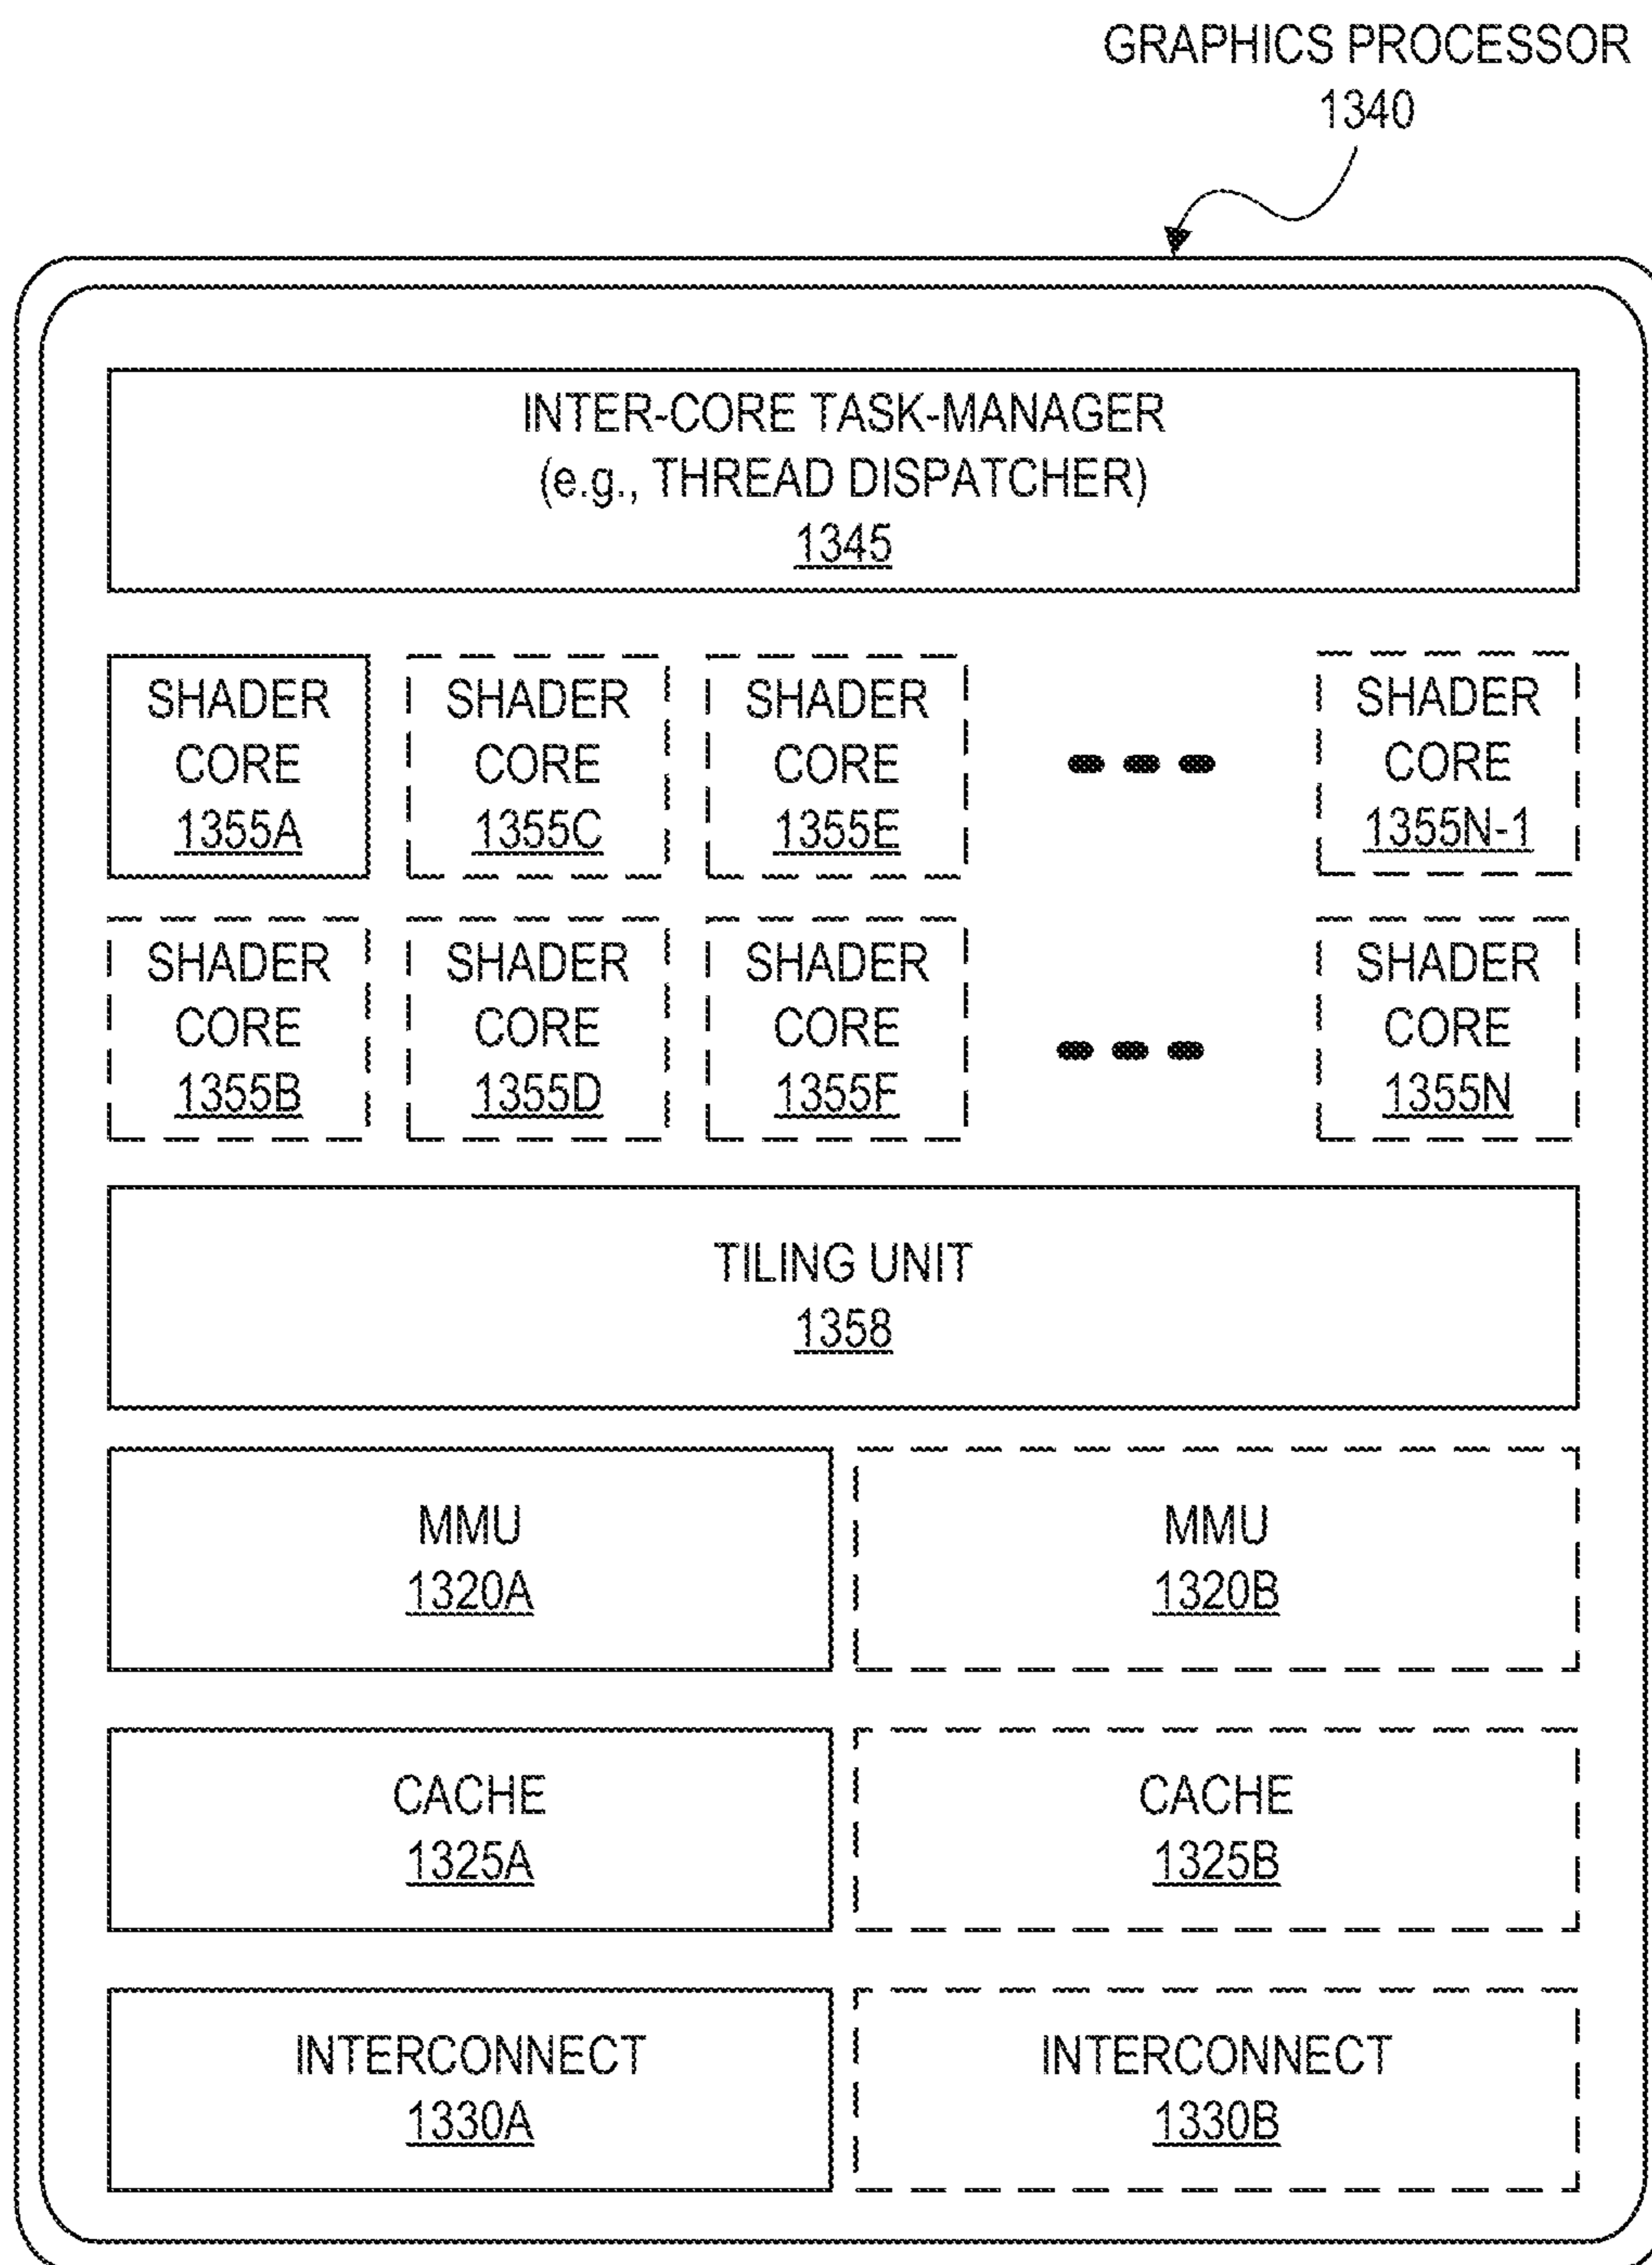 GRAPHICS PROCESSOR
1340
INTER-CORE TASK-MANAGER
(e.g., THREAD DISPATCHER)
1345
SHADER CORE 1355A
SHADER CORE 1355C
SHADER CORE 1355E
SHADER CORE 1355N-1
SHADER CORE 1355B
SHADER CORE 1355D
SHADER CORE 1355F
SHADER CORE 1355N
TILING UNIT
1358
MMU
1320A
MMU
1320B
CACHE
1325A
CACHE
1325B
INTERCONNECT
1330A
INTERCONNECT
1330B